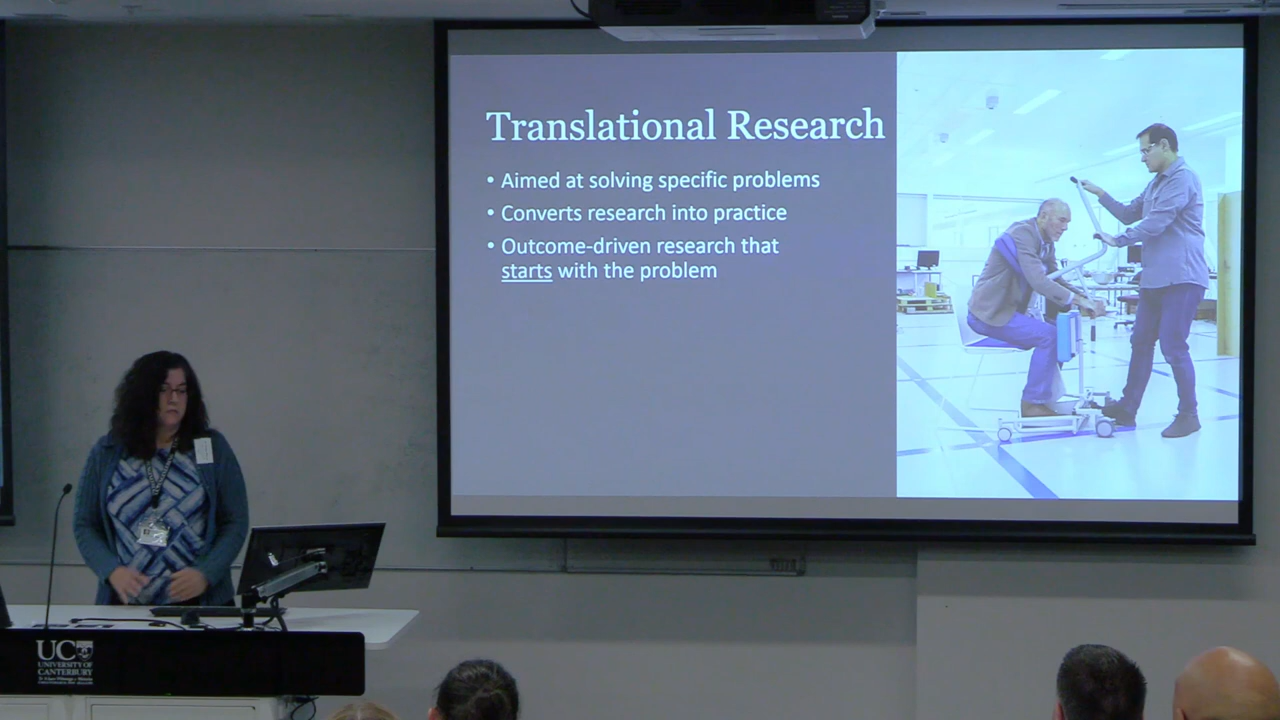 Translational Research
• Aimed at solving specific problems
• Converts research into practice
• Outcome-driven research that
starts with the problem
UC
UNIVERSITY OF
CANTERBURY